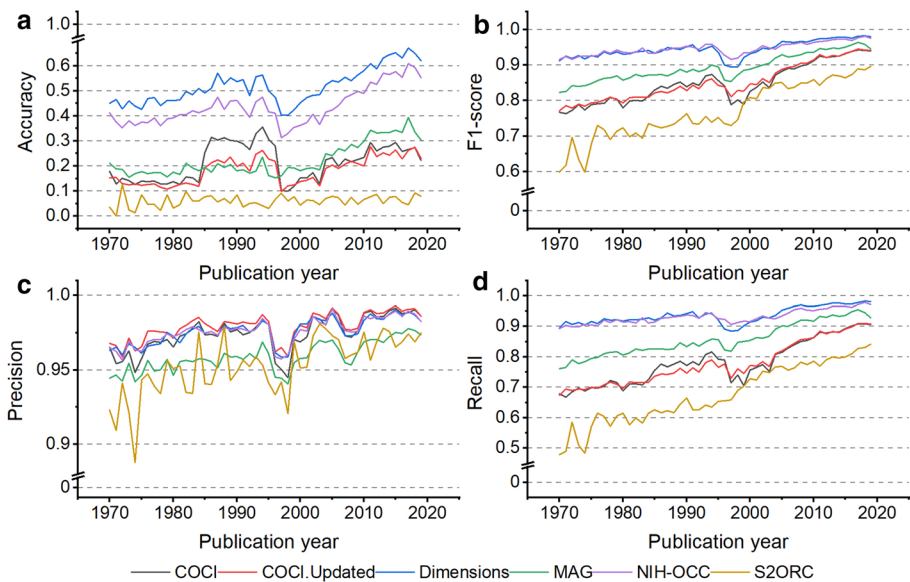 a
1.0
0.6
0.5
0.4
0.3
0.2
0.1
0.0
Accuracy
1970 1980 1990 2000 2010 2020
Publication year
b
1.0
0.9
0.8
0.7
0.6
0
F1-score
1970 1980 1990 2000 2010 2020
Publication year
c
1.0
0.95
0.9
0
Precision
1970 1980 1990 2000 2010 2020
Publication year
d
1.0
0.9
0.8
0.7
0.6
0.5
0
Recall
1970 1980 1990 2000 2010 2020
Publication year
COCI COCI.Updated Dimensions MAG NIH-OCC S2ORC